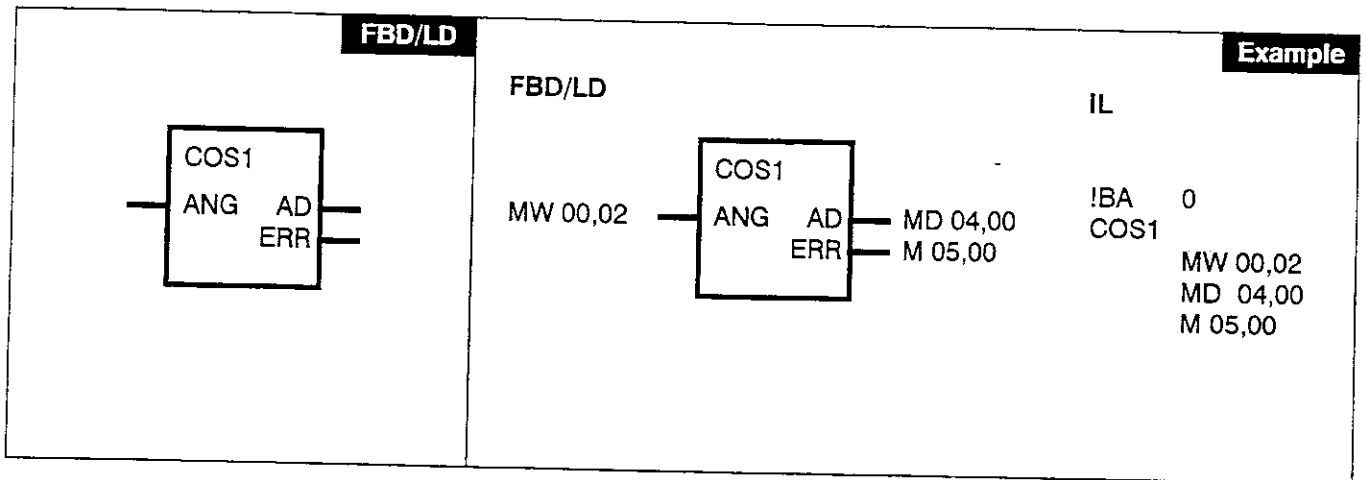 FBD/LD
COS1
ANG AD
ERR
Example
FBD/LD
COS1
MW 00,02 ANG AD MD 04,00
ERR M 05,00
IL
!BA 0
COS1
MW 00,02
MD 04,00
M 05,00